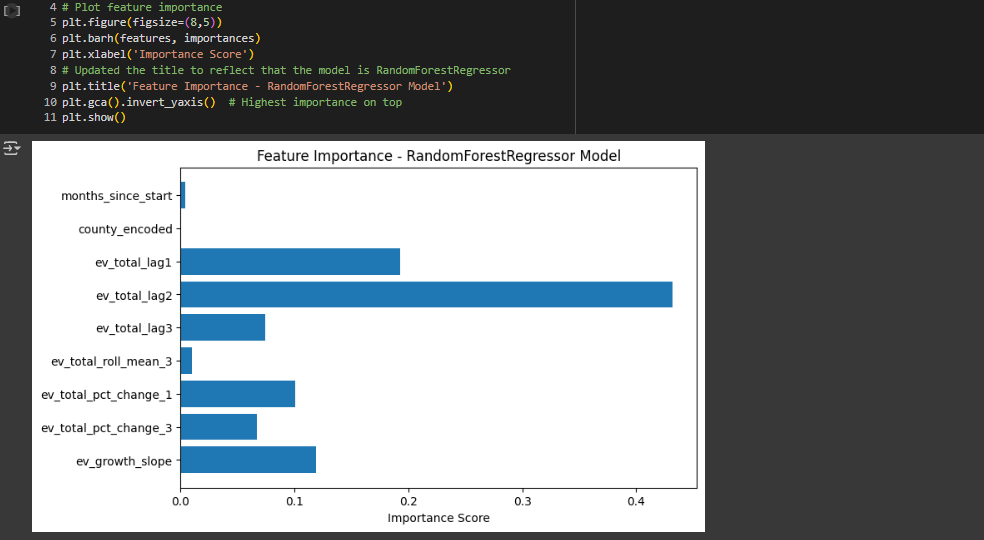 4 # Plot feature importance
5 plt.figure(figsize=(8,5))
6 plt.barh(features, importances)
7 plt.xlabel('Importance Score')
8 # Updated the title to reflect that the model is RandomForestRegressor
9 plt.title('Feature Importance - RandomForestRegressor Model')
10 plt.gca().invert_yaxis()  # Highest importance on top
11 plt.show()
Feature Importance - RandomForestRegressor Model
months_since_start
county_encoded
ev_total_lag1
ev_total_lag2
ev_total_lag3
ev_total_roll_mean_3
ev_total_pct_change_1
ev_total_pct_change_3
ev_growth_slope
0.0 0.1 0.2 0.3 0.4
Importance Score